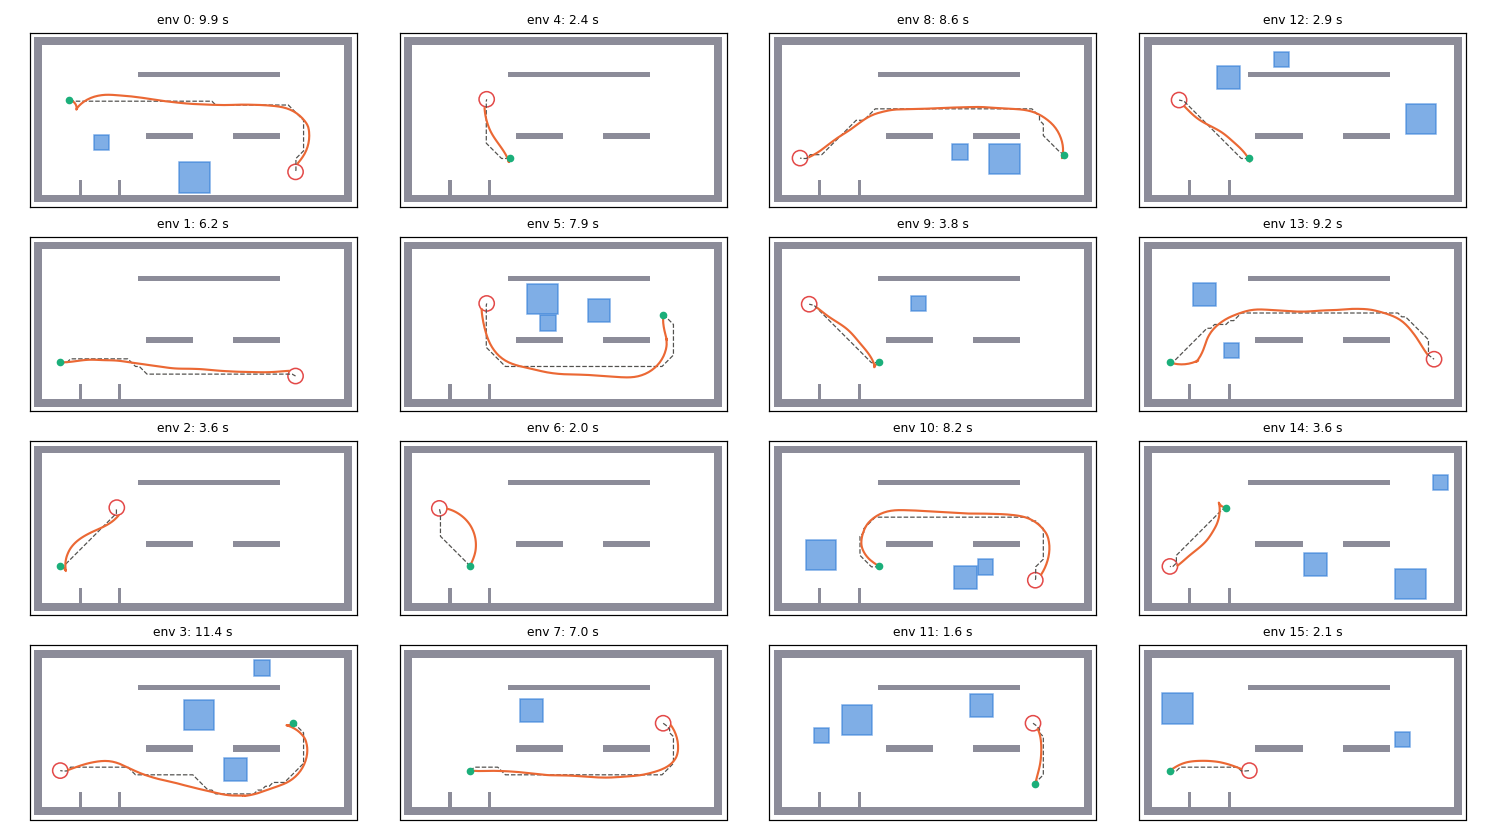 env 0: 9.9 s
env 4: 2.4 s
env 8: 8.6 s
env 12: 2.9 s
env 1: 6.2 s
env 5: 7.9 s
env 9: 3.8 s
env 13: 9.2 s
env 2: 3.6 s
env 6: 2.0 s
env 10: 8.2 s
env 14: 3.6 s
env 3: 11.4 s
env 7: 7.0 s
env 11: 1.6 s
env 15: 2.1 s